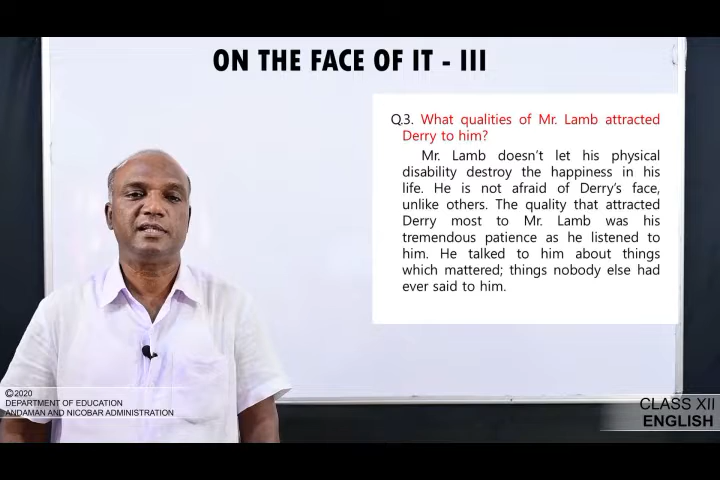 ON THE FACE OF IT - III
Q.3. What qualities of Mr. Lamb attracted
Derry to him?
Mr. Lamb doesn't let his physical
disability destroy the happiness in his
life. He is not afraid of Derry's face,
unlike others. The quality that attracted
Derry most to Mr. Lamb was his
tremendous patience as he listened to
him. He talked to him about things
which mattered; things nobody else had
ever said to him.
©2020
DEPARTMENT OF EDUCATION
ANDAMAN AND NICOBAR ADMINISTRATION
CLASS XII
ENGLISH